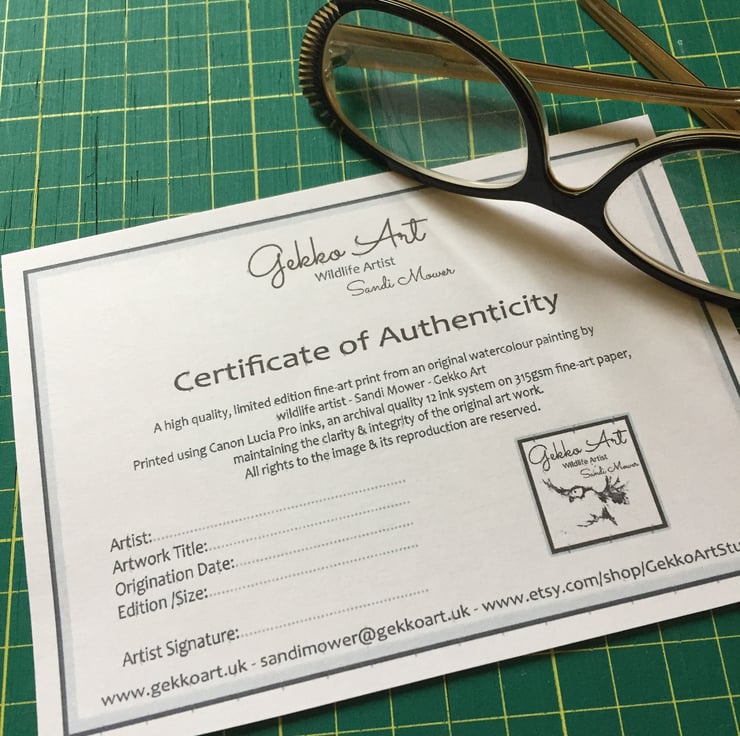 Gekko Art
Wildlife Artist
Sandi Mower
Certificate of Authenticity
A high quality, limited edition fine-art print from an original watercolour painting by
wildlife artist - Sandi Mower - Gekko Art
Printed using Canon Lucia Pro inks, an archival quality 12 ink system on 315gsm fine-art paper,
maintaining the clarity & integrity of the original art work.
All rights to the image & its reproduction are reserved.
Gekko Art
Wildlife Artist
Sandi Mower
Artist:
Artwork Title:
Origination Date:
Edition /Size:
Artist Signature:
www.gekkoart.uk - sandimower@gekkoart.uk - www.etsy.com/shop/GekkoArtStu